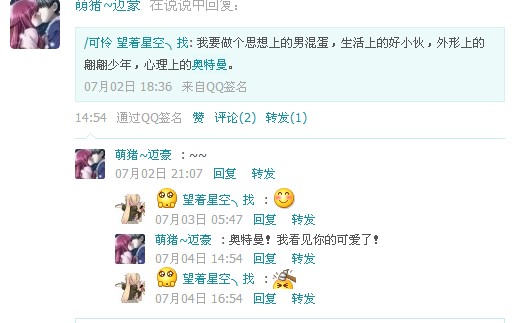 萌猪~迈豪 在说说中回复：
/可怜 望着星空╮找: 我要做个思想上的男混蛋，生活上的好小伙，外形上的
翩翩少年，心理上的奥特曼。
07月02日 18:36 来自QQ签名
14:54 通过QQ签名 赞 评论(2) 转发(1)
萌猪~迈豪 ：~~
07月02日 21:07 回复 转发
望着星空╮找 ：
07月03日 05:47 回复 转发
萌猪~迈豪 ：奥特曼！我看见你的可爱了！
07月04日 14:54 回复 转发
望着星空╮找 ：
07月04日 16:54 回复 转发